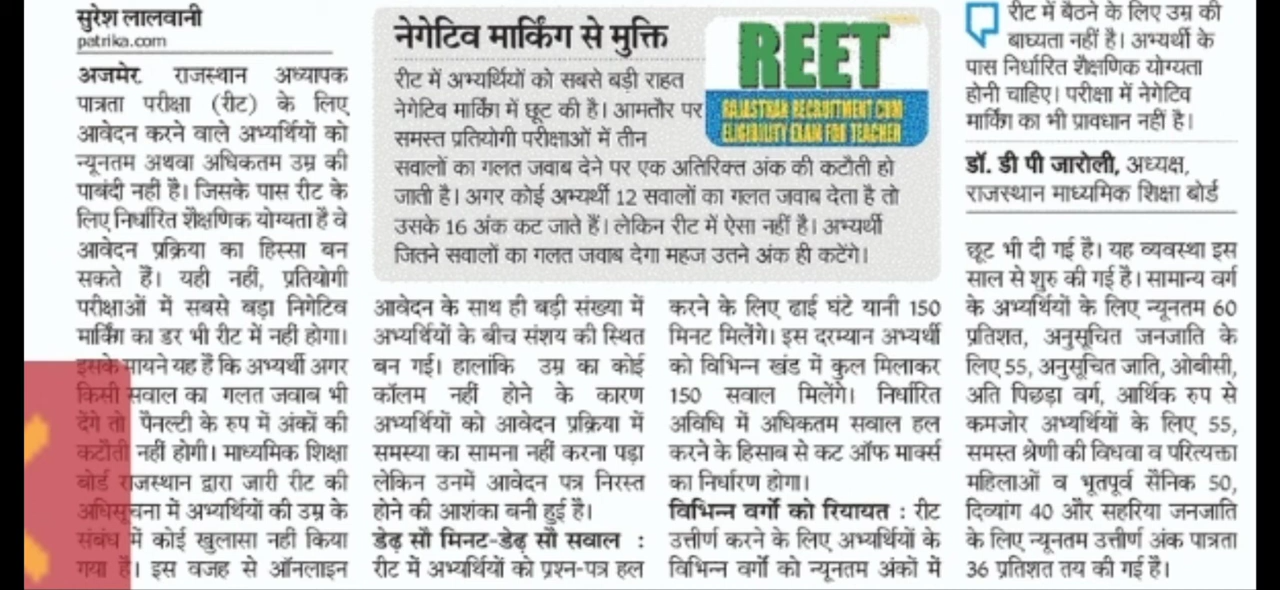 सुरेश लालवानी
patrika.com
अजमेर. राजस्थान अध्यापक
पात्रता परीक्षा (रीट) के लिए
आवेदन करने वाले अभ्यर्थियों को
न्यूनतम अथवा अधिकतम उम्र की
पाबंदी नहीं है। जिसके पास रीट के
लिए निर्धारित शैक्षणिक योग्यता है वे
आवेदन प्रक्रिया का हिस्सा बन
सकते हैं। यही नहीं, प्रतियोगी
परीक्षाओं में सबसे बड़ा निगेटिव
मार्किंग का डर भी रीट में नहीं होगा।
इसके मायने यह हैं कि अभ्यर्थी अगर
किसी सवाल का गलत जवाब भी
देंगे तो पैनल्टी के रुप में अंकों की
कटौती नहीं होगी। माध्यमिक शिक्षा
बोर्ड राजस्थान द्वारा जारी रीट की
अधिसूचना में अभ्यर्थियों की उम्र के
संबंध में कोई खुलासा नही किया
गया है। इस वजह से ऑनलाइन
नेगेटिव मार्किंग से मुक्ति
रीट में अभ्यर्थियों को सबसे बड़ी राहत
नेगेटिव मार्किंग में छूट की है। आमतौर पर
समस्त प्रतियोगी परीक्षाओं में तीन
सवालों का गलत जवाब देने पर एक अतिरिक्त अंक की कटौती हो
जाती है। अगर कोई अभ्यर्थी 12 सवालों का गलत जवाब देता है तो
उसके 16 अंक कट जाते हैं। लेकिन रीट में ऐसा नहीं है। अभ्यर्थी
जितने सवालों का गलत जवाब देगा महज उतने अंक ही कटेंगे।
REET
RAJASTHAN RECRUITMENT CUM
ELIGIBILITY EXAM FOR TEACHER
आवेदन के साथ ही बड़ी संख्या में
अभ्यर्थियों के बीच संशय की स्थित
बन गई। हालांकि उम्र का कोई
कॉलम नहीं होने के कारण
अभ्यर्थियों को आवेदन प्रक्रिया में
समस्या का सामना नहीं करना पड़ा
लेकिन उनमें आवेदन पत्र निरस्त
होने की आशंका बनी हुई है।
डेढ़ सौ मिनट-डेढ़ सौ सवाल :
रीट में अभ्यर्थियों को प्रश्न-पत्र हल
करने के लिए ढाई घंटे यानी 150
मिनट मिलेंगे। इस दरम्यान अभ्यर्थी
को विभिन्न खंड में कुल मिलाकर
150 सवाल मिलेंगे। निर्धारित
अविधि में अधिकतम सवाल हल
करने के हिसाब से कट ऑफ मार्क्स
का निर्धारण होगा।
विभिन्न वर्गो को रियायत : रीट
उत्तीर्ण करने के लिए अभ्यर्थियों के
विभिन्न वर्गों को न्यूनतम अंकों में
रीट में बैठने के लिए उम्र की
बाघ्यता नहीं है। अभ्यर्थी के
पास निर्धारित शैक्षणिक योग्यता
होनी चाहिए। परीक्षा में नेगेटिव
मार्किंग का भी प्रावधान नहीं है।
डॉ. डी पी जारोली, अध्यक्ष,
राजस्थान माध्यमिक शिक्षा बोर्ड
छूट भी दी गई है। यह व्यवस्था इस
साल से शुरु की गई है। सामान्य वर्ग
के अभ्यर्थियों के लिए न्यूनतम 60
प्रतिशत, अनुसूचित जनजाति के
लिए 55, अनुसूचित जाति, ओबीसी,
अति पिछड़ा वर्ग, आर्थिक रुप से
कमजोर अभ्यर्थियों के लिए 55,
समस्त श्रेणी की विधवा व परित्यक्ता
महिलाओं व भूतपूर्व सैनिक 50,
दिव्यांग 40 और सहरिया जनजाति
के लिए न्यूनतम उत्तीर्ण अंक पात्रता
36 प्रतिशत तय की गई है।